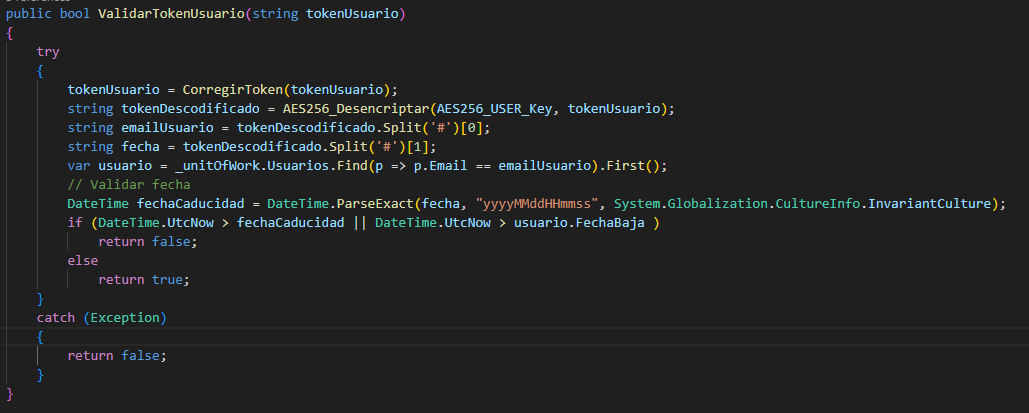 public bool ValidarTokenUsuario(string tokenUsuario)
{
try
{
tokenUsuario = CorregirToken(tokenUsuario);
string tokenDescodificado = AES256_Desencriptar(AES256_USER_Key, tokenUsuario);
string emailUsuario = tokenDescodificado.Split('#')[0];
string fecha = tokenDescodificado.Split('#')[1];
var usuario = _unitOfWork.Usuarios.Find(p => p.Email == emailUsuario).First();
// Validar fecha
DateTime fechaCaducidad = DateTime.ParseExact(fecha, "yyyyMMddHHmmss", System.Globalization.CultureInfo.InvariantCulture);
if (DateTime.UtcNow > fechaCaducidad || DateTime.UtcNow > usuario.FechaBaja )
return false;
else
return true;
}
catch (Exception)
{
return false;
}
}